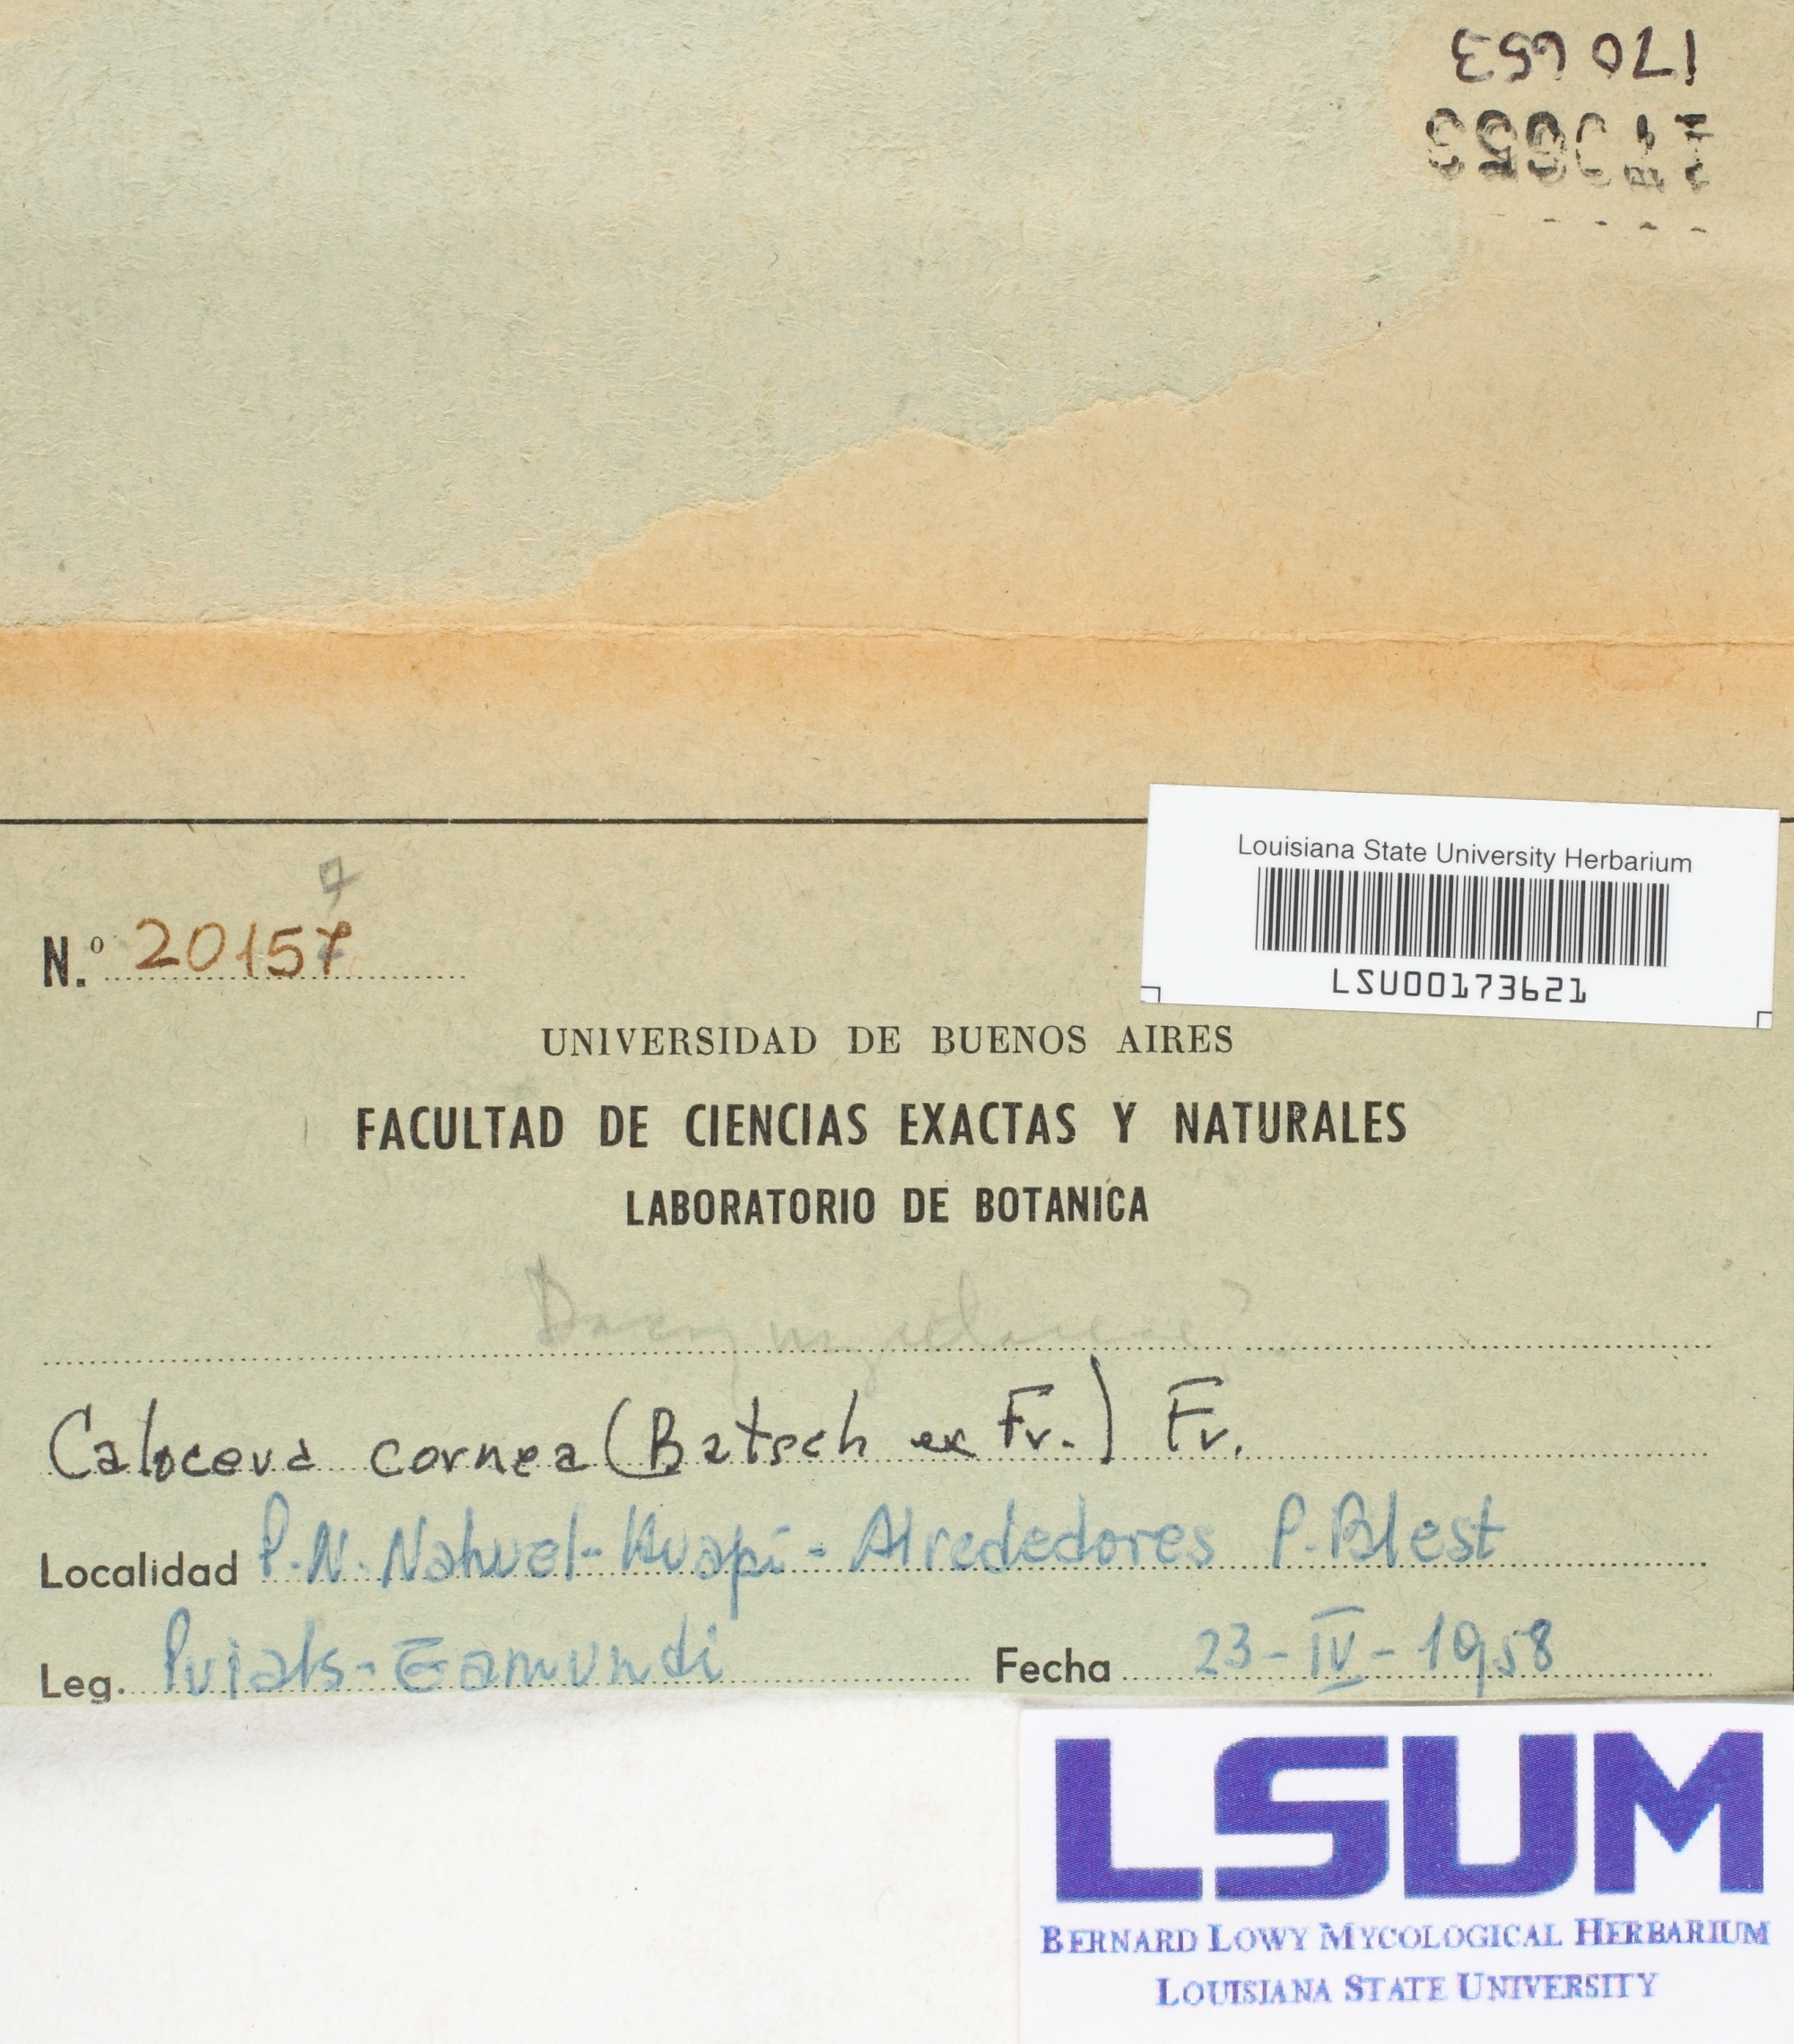 170653
170653
7
N.º 20157
Louisiana State University Herbarium
LSU00173621
UNIVERSIDAD DE BUENOS AIRES
FACULTAD DE CIENCIAS EXACTAS Y NATURALES
LABORATORIO DE BOTANICA
Calocera cornea (Batsch ex Fr.) Fr.
Localidad P.N. Nahuel-Huapi - Alrededores P. Blest
Leg. Pujals - Gamundi Fecha 23-IV-1958
LSUM
BERNARD LOWY MYCOLOGICAL HERBARIUM
LOUISIANA STATE UNIVERSITY